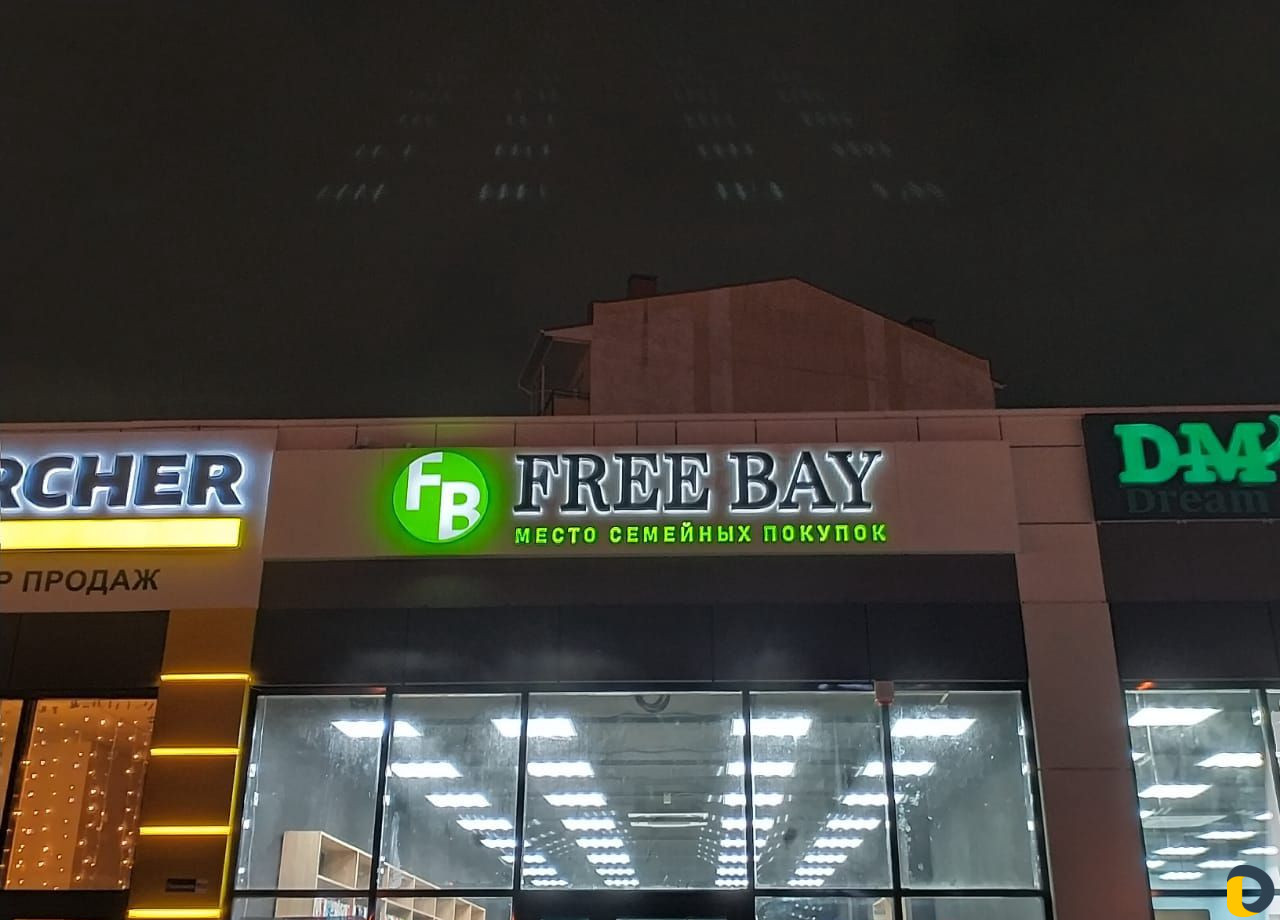 RCHER
Р ПРОДАЖ
FB
FREE BAY
МЕСТО СЕМЕЙНЫХ ПОКУПОК
DM
Dream